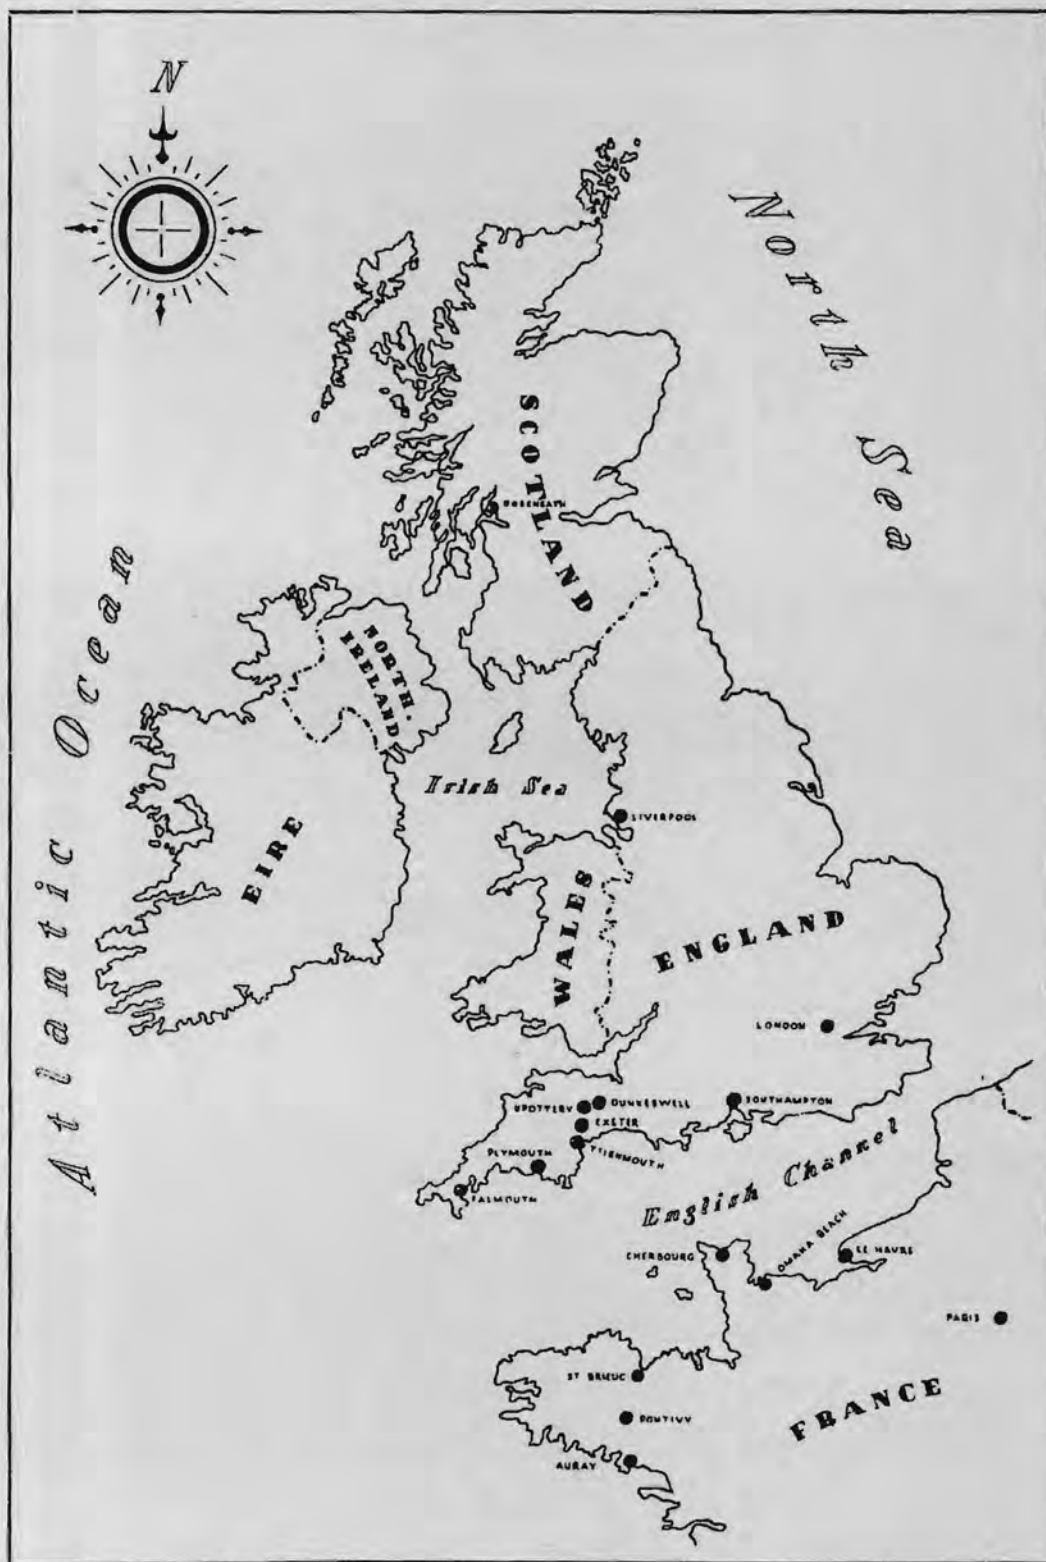 N
North Sea
SCOTLAND
ROSENEATH
Atlantic Ocean
NORTH.
IRELAND
Irish Sea
EIRE
LIVERPOOL
WALES
ENGLAND
LONDON
UPOTTERY
DUNKESWELL
SOUTHAMPTON
EXETER
PLYMOUTH
FALMOUTH
English Channel
CHERBOURG
OMAHA BEACH
LE HAVRE
PARIS
ST BRIEUC
FRANCE
PONTIVY
AURAY